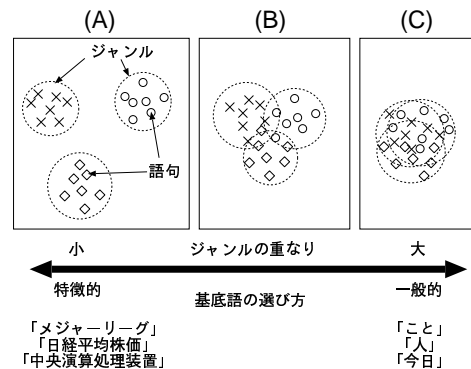 (A) (B) (C)
ジャンル
語句
小 ジャンルの重なり 大
特徴的 基底語の選び方 一般的
「メジャーリーグ」 「こと」
「日経平均株価」 「人」
「中央演算処理装置」 「今日」